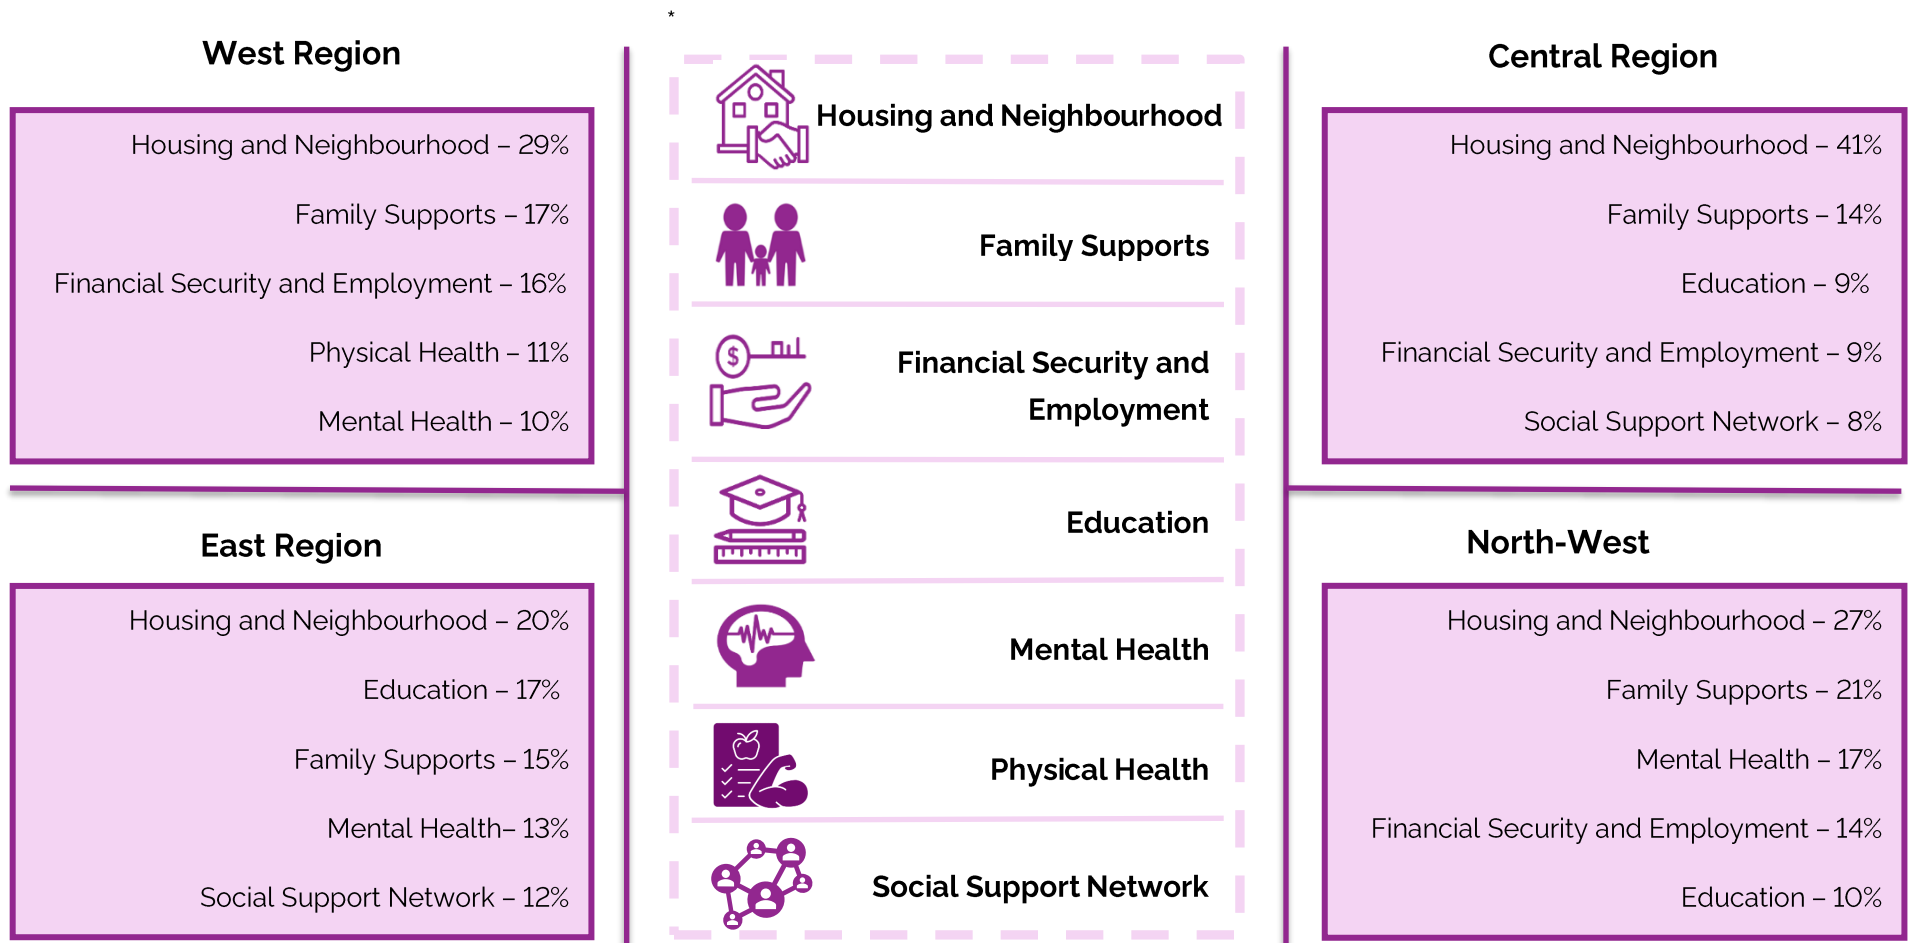 *
West Region
Housing and Neighbourhood – 29%
Family Supports – 17%
Financial Security and Employment – 16%
Physical Health – 11%
Mental Health – 10%
East Region
Housing and Neighbourhood – 20%
Education – 17%
Family Supports – 15%
Mental Health– 13%
Social Support Network – 12%
Housing and Neighbourhood
Family Supports
$
Financial Security and
Employment
Education
Mental Health
Physical Health
Social Support Network
Central Region
Housing and Neighbourhood – 41%
Family Supports – 14%
Education – 9%
Financial Security and Employment – 9%
Social Support Network – 8%
North-West
Housing and Neighbourhood – 27%
Family Supports – 21%
Mental Health – 17%
Financial Security and Employment – 14%
Education – 10%